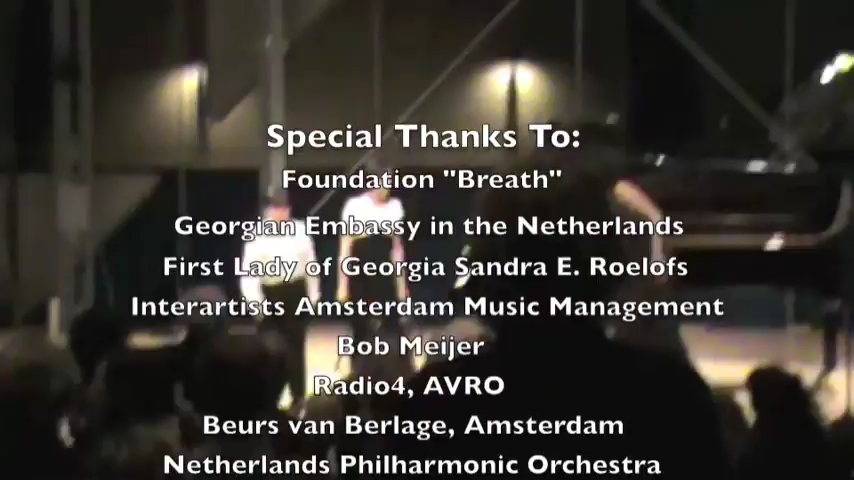 Special Thanks To:
Foundation "Breath"
Georgian Embassy in the Netherlands
First Lady of Georgia Sandra E. Roelofs
Interartists Amsterdam Music Management
Bob Meijer
Radio4, AVRO
Beurs van Berlage, Amsterdam
Netherlands Philharmonic Orchestra